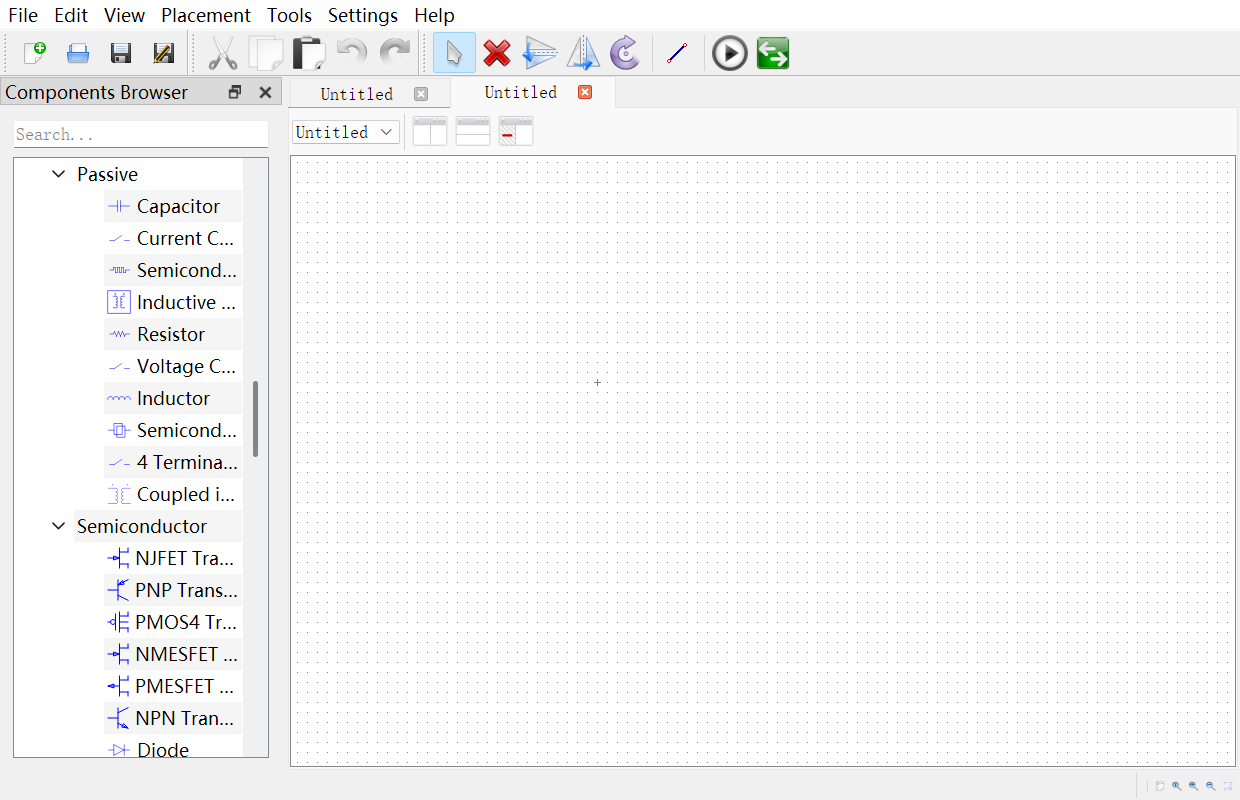 File Edit View Placement Tools Settings Help
Components Browser
Untitled
Untitled
Search...
Untitled
Passive
Capacitor
Current C...
Semicond...
Inductive ...
Resistor
Voltage C...
Inductor
Semicond...
4 Termina...
Coupled i...
Semiconductor
NJFET Tra...
PNP Trans...
PMOS4 Tr...
NMESFET ...
PMESFET ...
NPN Tran...
Diode